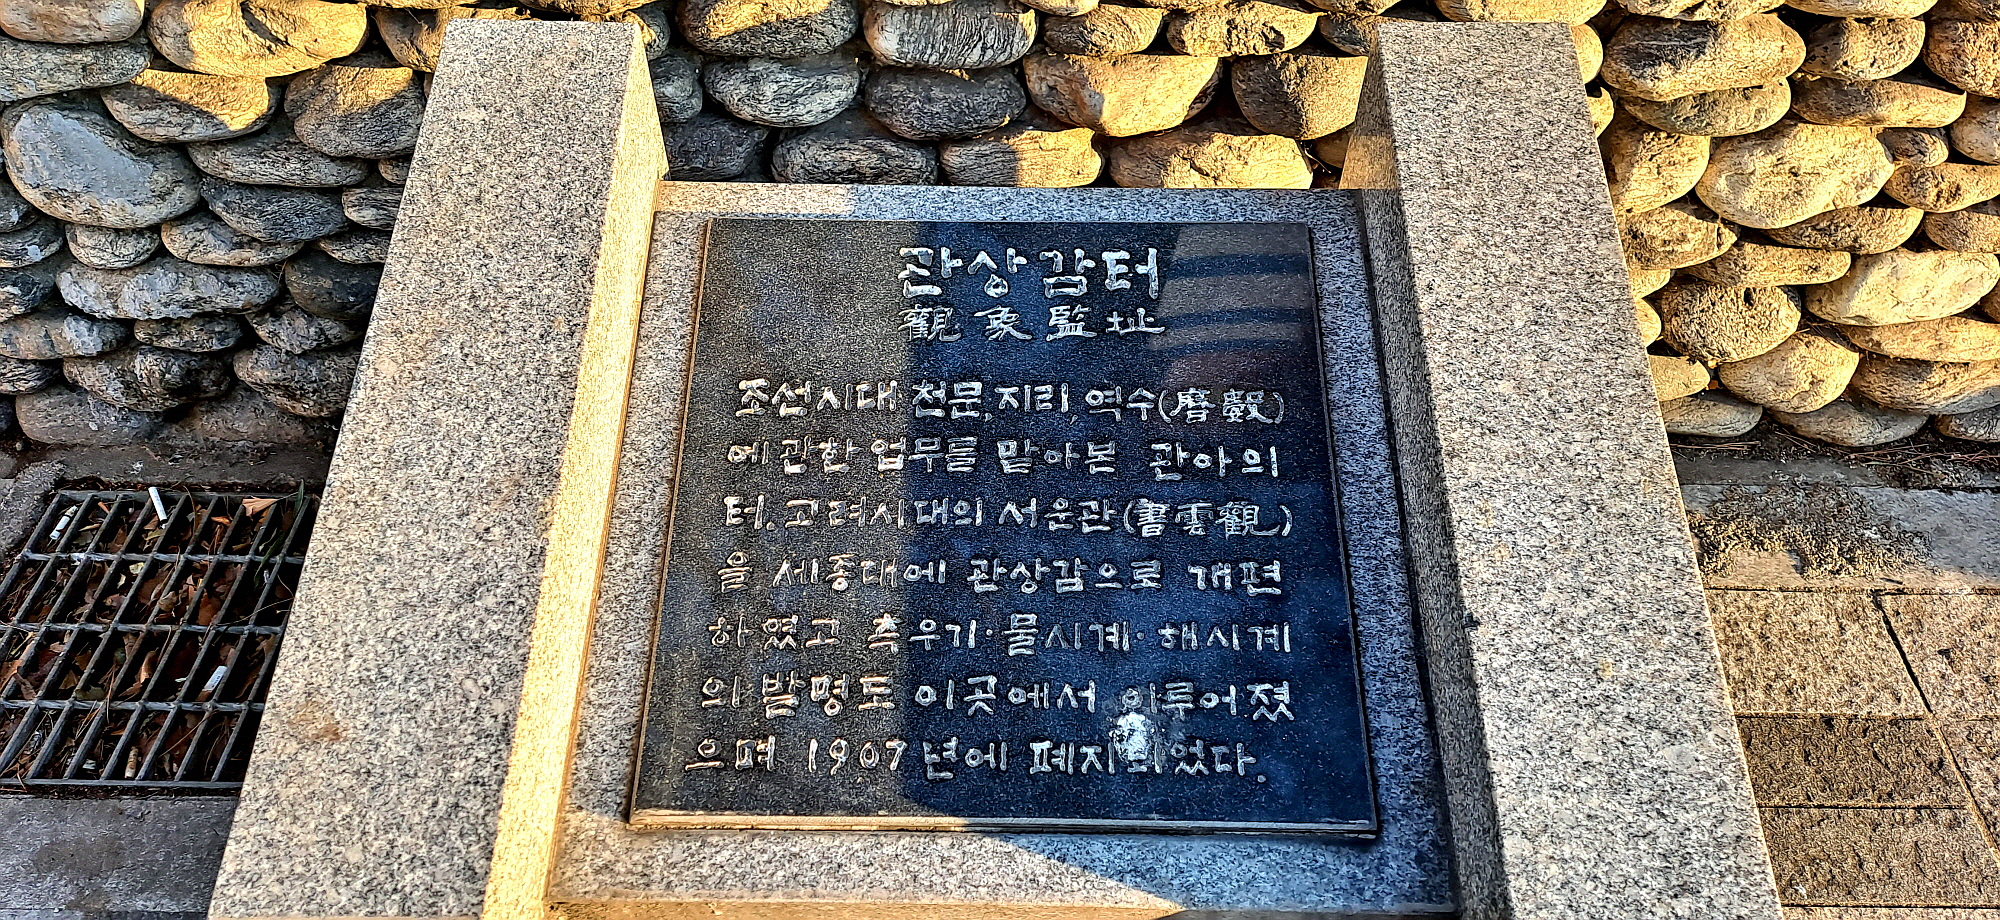 관상감터
觀象監址
조선시대 천문, 지리, 역수(曆數)
에 관한 업무를 맡아본 관아의
터. 고려시대의 서운관(書雲觀)
을 세종대에 관상감으로 개편
하였고 측우기·물시계·해시계
의 발명도 이곳에서 이루어졌
으며 1907년에 폐지되었다.